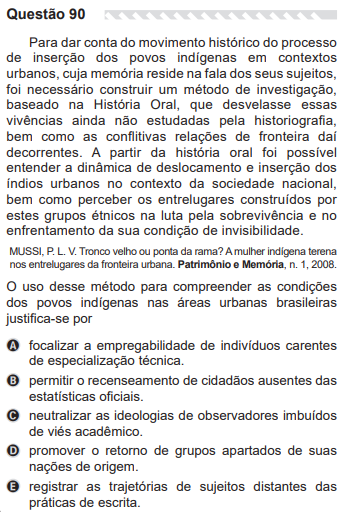 Questão 90
Para dar conta do movimento histórico do processo
de inserção dos povos indígenas em contextos
urbanos, cuja memória reside na fala dos seus sujeitos,
foi necessário construir um método de investigação,
baseado na História Oral, que desvelasse essas
vivências ainda não estudadas pela historiografia,
bem como as conflitivas relações de fronteira daí
decorrentes. A partir da história oral foi possível
entender a dinâmica de deslocamento e inserção dos
índios urbanos no contexto da sociedade nacional,
bem como perceber os entrelugares construídos por
estes grupos étnicos na luta pela sobrevivência e no
enfrentamento da sua condição de invisibilidade.
MUSSI, P. L. V. Tronco velho ou ponta da rama? A mulher indígena terena
nos entrelugares da fronteira urbana. Patrimônio e Memória, n. 1, 2008.
O uso desse método para compreender as condições
dos povos indígenas nas áreas urbanas brasileiras
justifica-se por
A focalizar a empregabilidade de indivíduos carentes
de especialização técnica.
B permitir o recenseamento de cidadãos ausentes das
estatísticas oficiais.
C neutralizar as ideologias de observadores imbuídos
de viés acadêmico.
D promover o retorno de grupos apartados de suas
nações de origem.
E registrar as trajetórias de sujeitos distantes das
práticas de escrita.